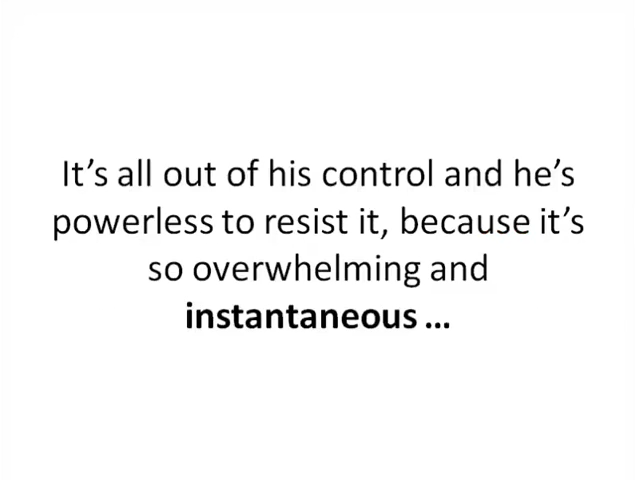 It’s all out of his control and he’s
powerless to resist it, because it’s
so overwhelming and
instantaneous ...